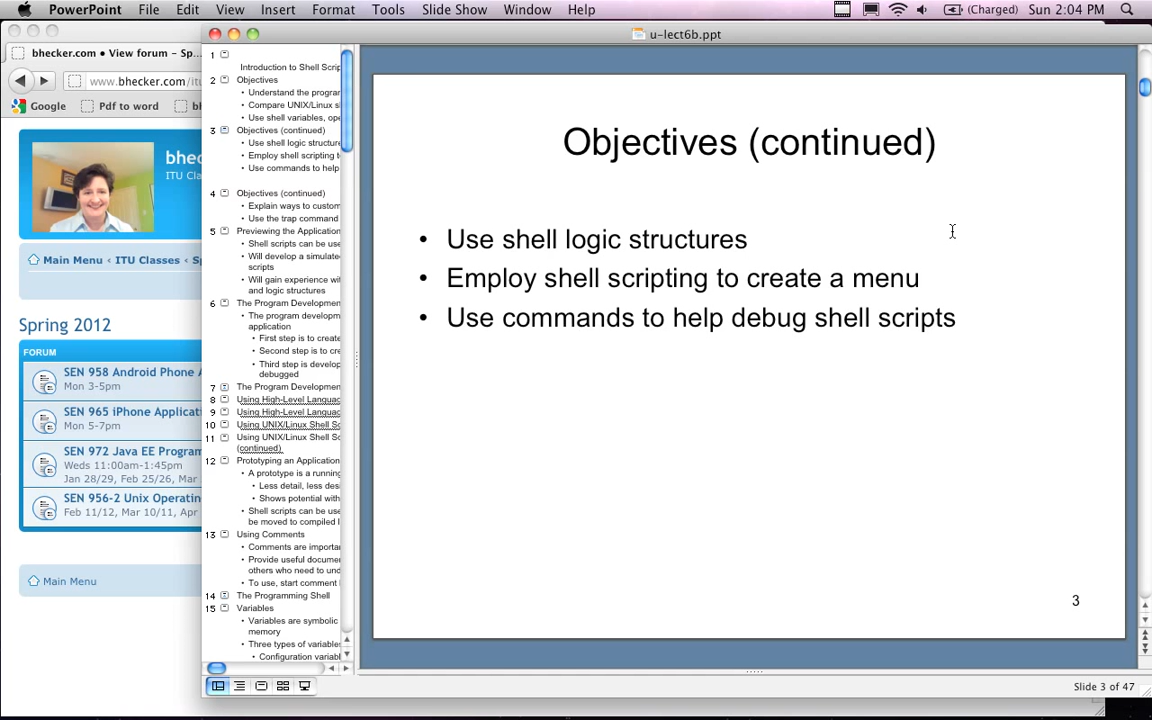 PowerPoint File Edit View Insert Format Tools Slide Show Window Help (Charged) Sun 2:04 PM
bhecker.com • View forum – Sp...
www.bhecker.com/itu
Google Pdf to word
ITU Cla
Main Menu ‹ ITU Classes ‹
Spring 2012
FORUM
SEN 958 Android Phone
Mon 3-5pm
SEN 965 iPhone
Mon 5-7pm
SEN 972 Java EE
Weds 11:00am-1:45pm
Jan 28/29, Feb 25/26, Mar
SEN 956-2 Unix
Feb 11/12, Mar 10/11, Apr
Main Menu
u-lect6b.ppt
1
Introduction to Shell Scrip
2 Objectives
• Understand the progran
• Compare UNIX/Linux s
• Use shell variables, ope
3 Objectives (continued)
• Use shell logic structure
• Employ shell scripting t
• Use commands to help
4 Objectives (continued)
• Explain ways to custom
• Use the trap command
5 Previewing the Application
• Shell scripts can be use
• Will develop a simulate
scripts
• Will gain experience wi
and logic structures
6 The Program Development
• The program developm
application
• First step is to create
• Second step is to cre
• Third step is develop
debugged
7 The Program Development
8 Using High-Level Languag
9 Using High-Level Languag
10 Using UNIX/Linux Shell Sc
11 Using UNIX/Linux Shell Sc
(continued)
12 Prototyping an Application
• A prototype is a running
• Less detail, less des
• Shows potential with
• Shell scripts can be use
be moved to compiled l
13 Using Comments
• Comments are importa
• Provide useful docume
others who need to und
• To use, start comment
14 The Programming Shell
15 Variables
• Variables are symbolic
memory
• Three types of variables
• Configuration variabl
Objectives (continued)
• Use shell logic structures
• Employ shell scripting to create a menu
• Use commands to help debug shell scripts
3
Slide 3 of 47